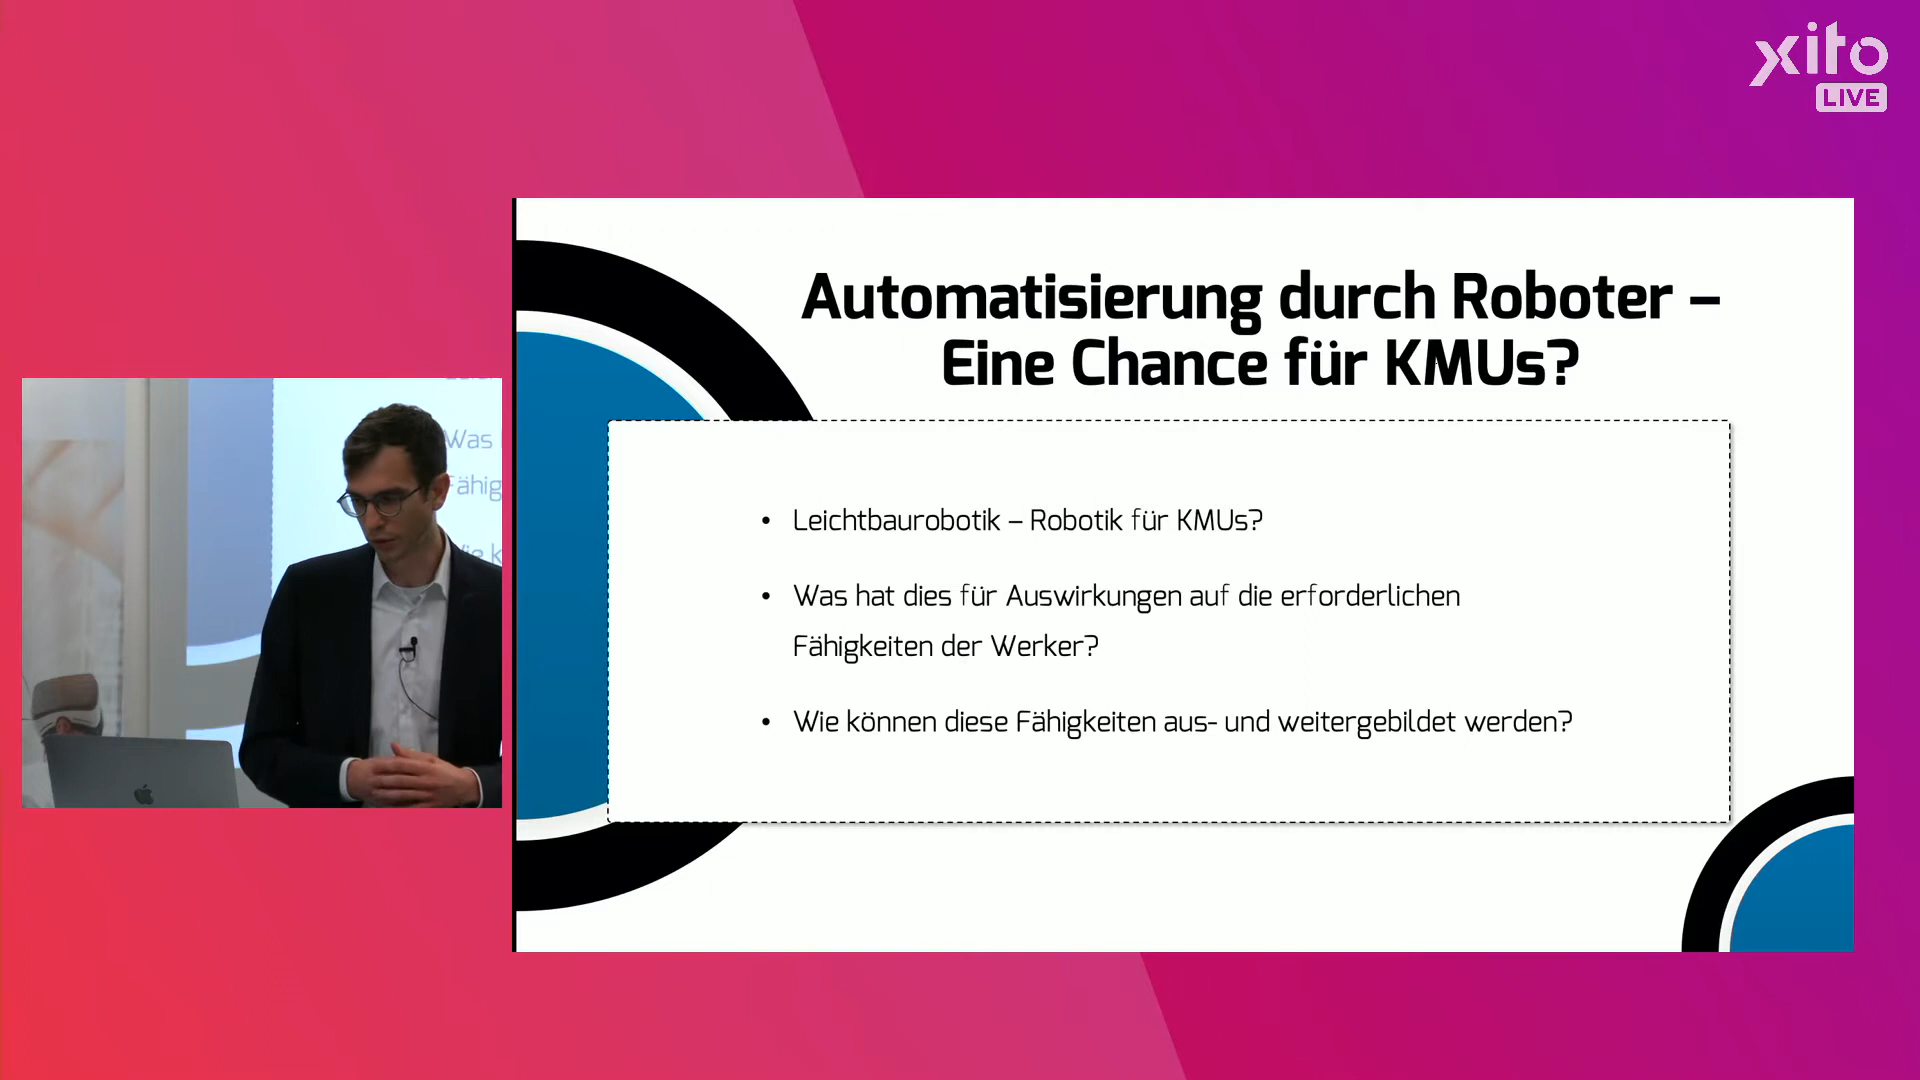 xito
LIVE
Automatisierung durch Roboter –
Eine Chance für KMUs?
• Leichtbaurobotik – Robotik für KMUs?
• Was hat dies für Auswirkungen auf die erforderlichen
Fähigkeiten der Werker?
• Wie können diese Fähigkeiten aus- und weitergebildet werden?
Was
Fähig